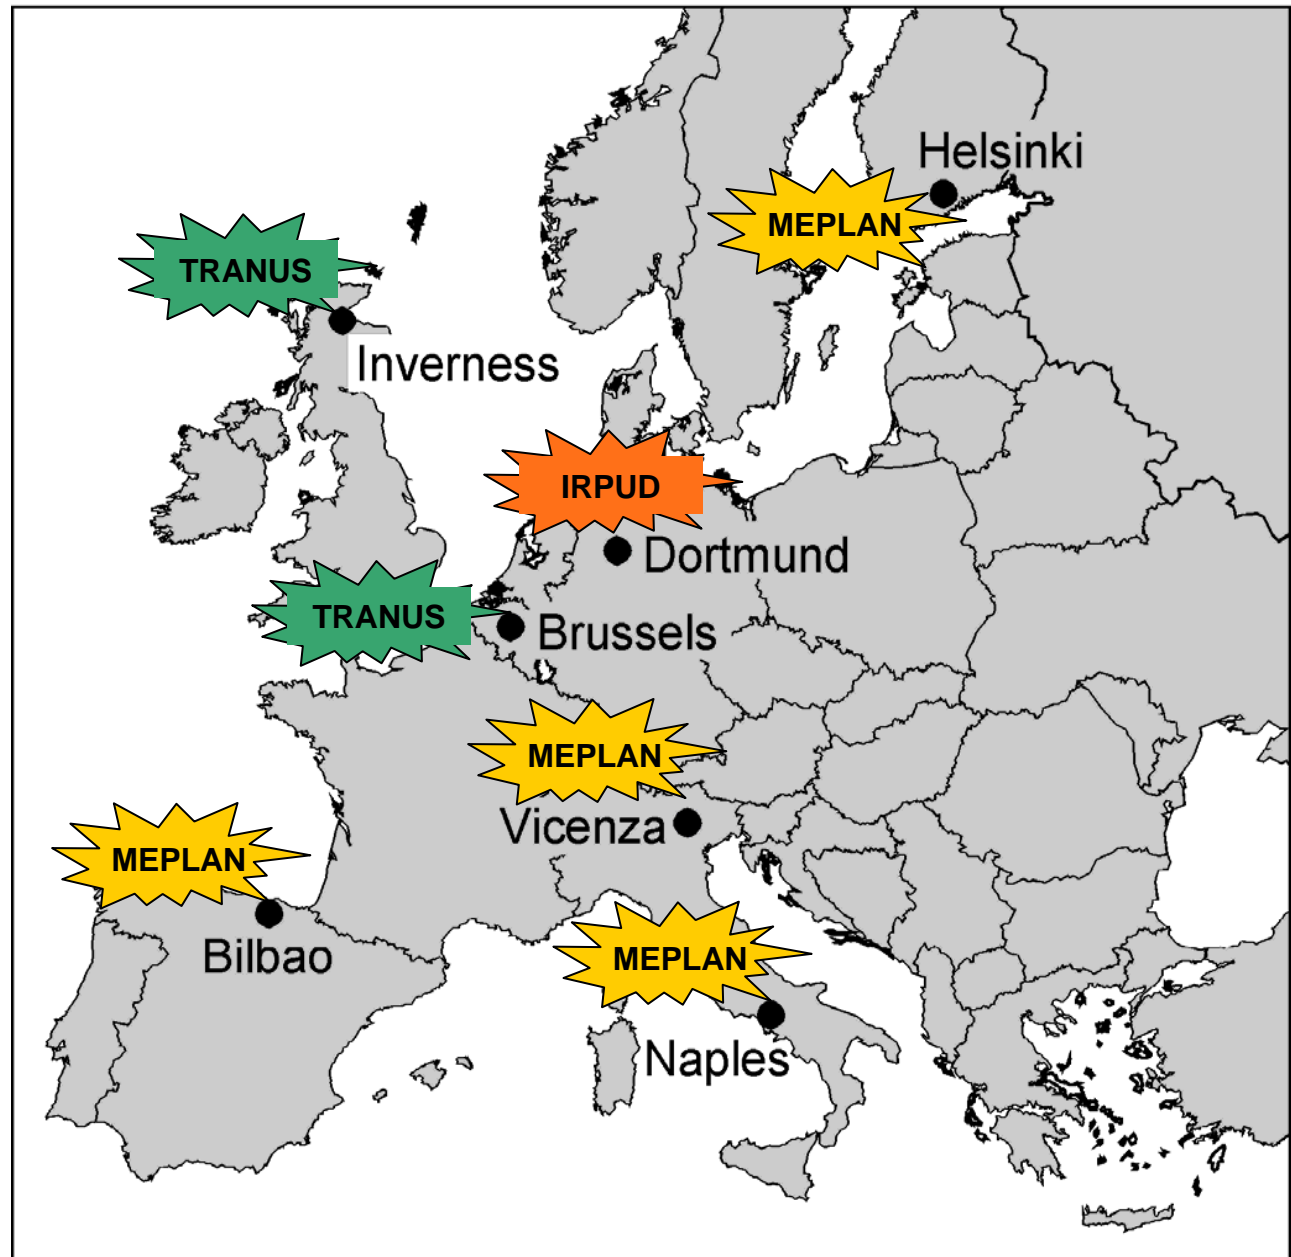 Helsinki
MEPLAN
TRANUS
Inverness
IRPUD
Dortmund
TRANUS
Brussels
MEPLAN
Vicenza
MEPLAN
Bilbao
MEPLAN
Naples